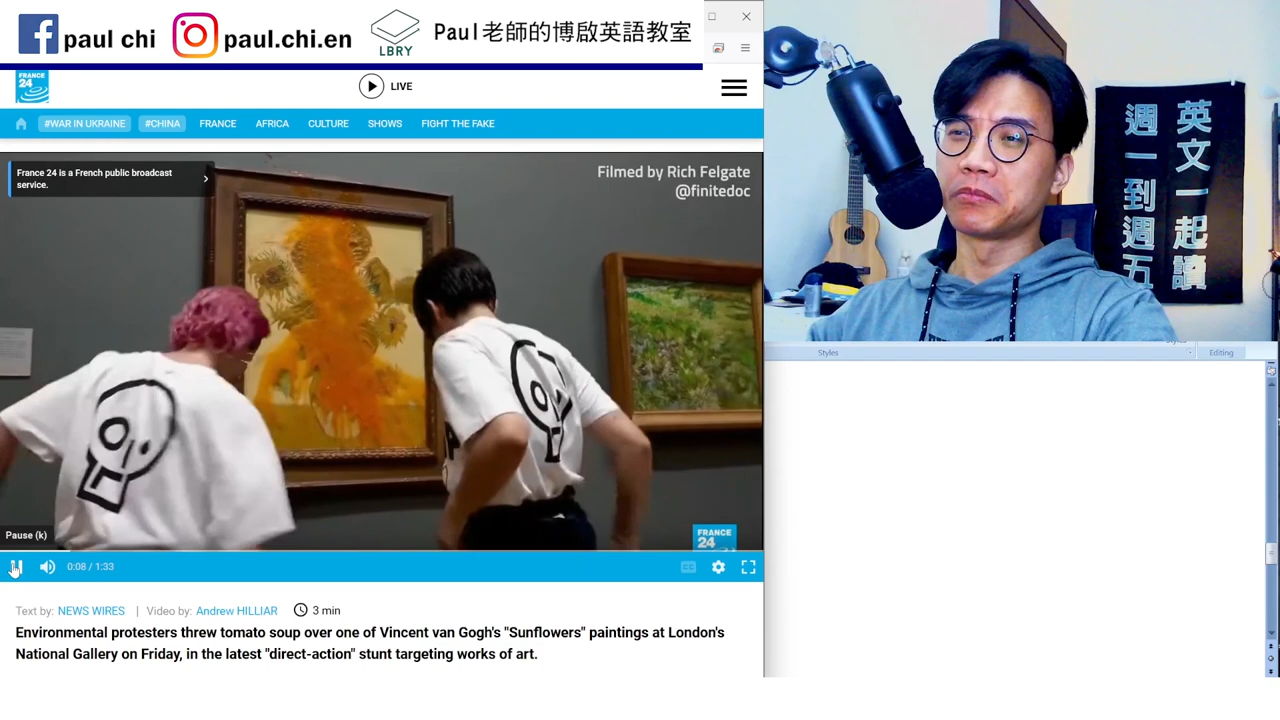 paul chi
paul.chi.en
LBRY
Paul老師的博啟英語教室
FRANCE
24
LIVE
#WAR IN UKRAINE
#CHINA
FRANCE
AFRICA
CULTURE
SHOWS
FIGHT THE FAKE
France 24 is a French public broadcast
service.
Filmed by Rich Felgate
@finitedoc
FRANCE
24
Pause (k)
0:08 / 1:33
CC
Text by: NEWS WIRES | Video by: Andrew HILLIAR 3 min
Environmental protesters threw tomato soup over one of Vincent van Gogh's "Sunflowers" paintings at London's
National Gallery on Friday, in the latest "direct-action" stunt targeting works of art.
英文一起讀
週一到週五
Styles
Editing